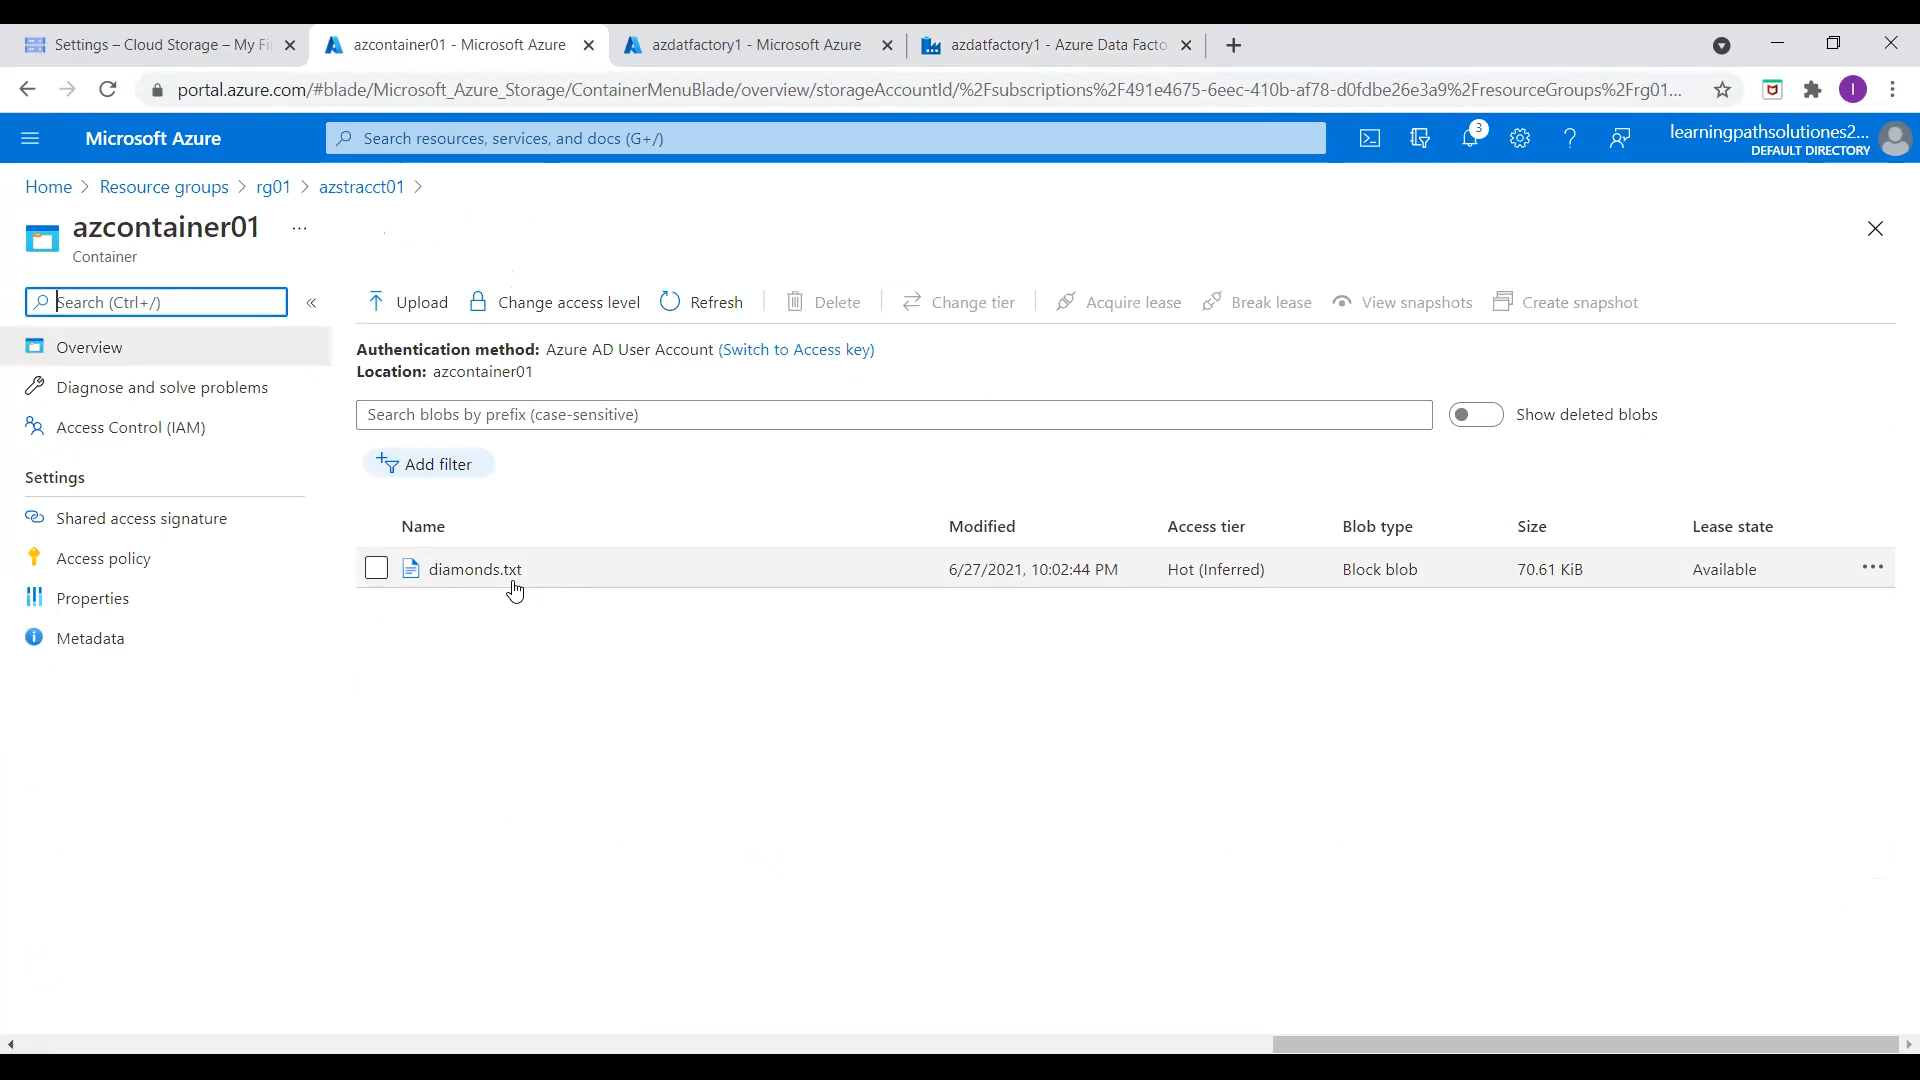 Settings – Cloud Storage – My Fi
azcontainer01 - Microsoft Azure
azdatfactory1 - Microsoft Azure
azdatfactory1 - Azure Data Facto
portal.azure.com/#blade/Microsoft_Azure_Storage/ContainerMenuBlade/overview/storageAccountId/%2Fsubscriptions%2F491e4675-6eec-410b-af78-d0fdbe26e3a9%2FresourceGroups%2Frg01...
I
Microsoft Azure
Search resources, services, and docs (G+/)
3
learningpathsolutiones2...
DEFAULT DIRECTORY
Home > Resource groups > rg01 > azstracct01 >
azcontainer01 ...
Container
Search (Ctrl+/)
«
Overview
Diagnose and solve problems
Access Control (IAM)
Settings
Shared access signature
Access policy
Properties
Metadata
Upload Change access level Refresh Delete Change tier Acquire lease Break lease View snapshots Create snapshot
Authentication method: Azure AD User Account (Switch to Access key)
Location: azcontainer01
Search blobs by prefix (case-sensitive)
Show deleted blobs
Add filter
Name Modified Access tier Blob type Size Lease state
diamonds.txt 6/27/2021, 10:02:44 PM Hot (Inferred) Block blob 70.61 KiB Available ...